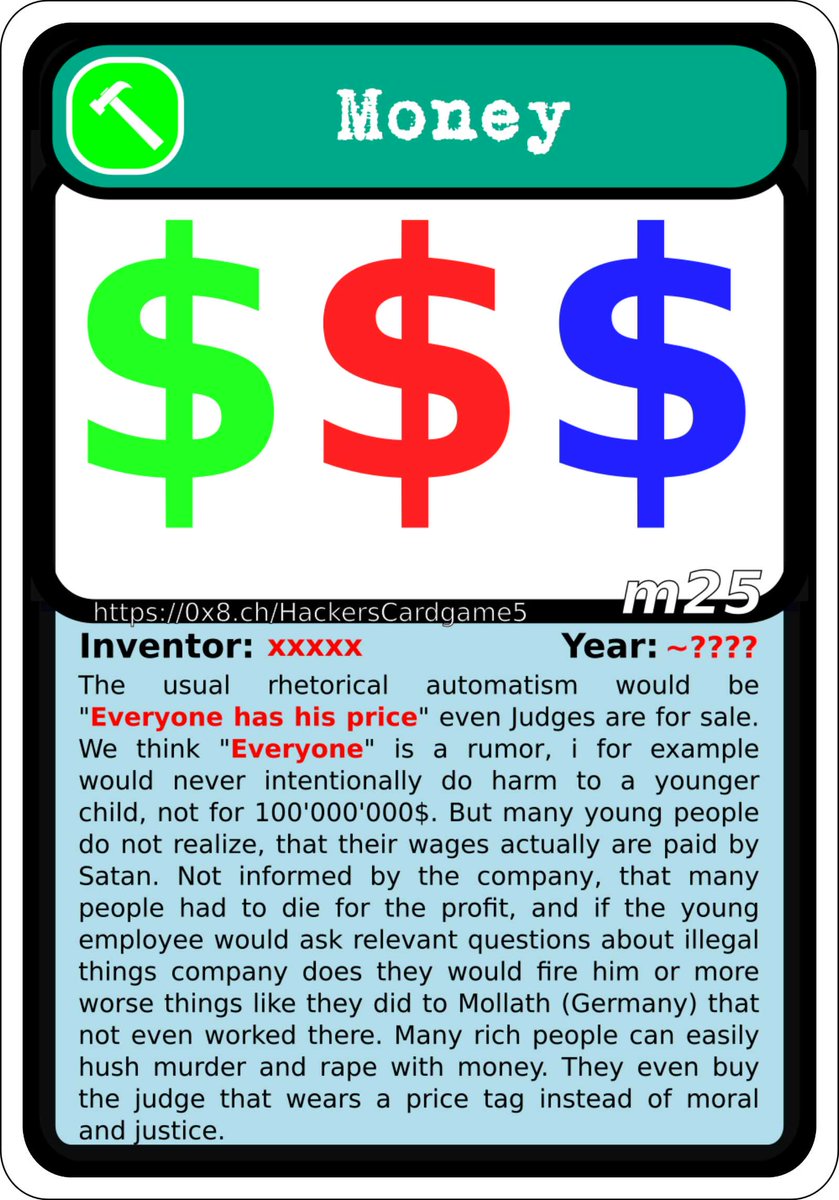 Money
$$$
m25
https://0x8.ch/HackersCardgame5
Inventor: xxxxx Year: ~????
The usual rhetorical automatism would be
"Everyone has his price" even Judges are for sale.
We think "Everyone" is a rumor, i for example
would never intentionally do harm to a younger
child, not for 100'000'000$. But many young people
do not realize, that their wages actually are paid by
Satan. Not informed by the company, that many
people had to die for the profit, and if the young
employee would ask relevant questions about illegal
things company does they would fire him or more
worse things like they did to Mollath (Germany) that
not even worked there. Many rich people can easily
hush murder and rape with money. They even buy
the judge that wears a price tag instead of moral
and justice.